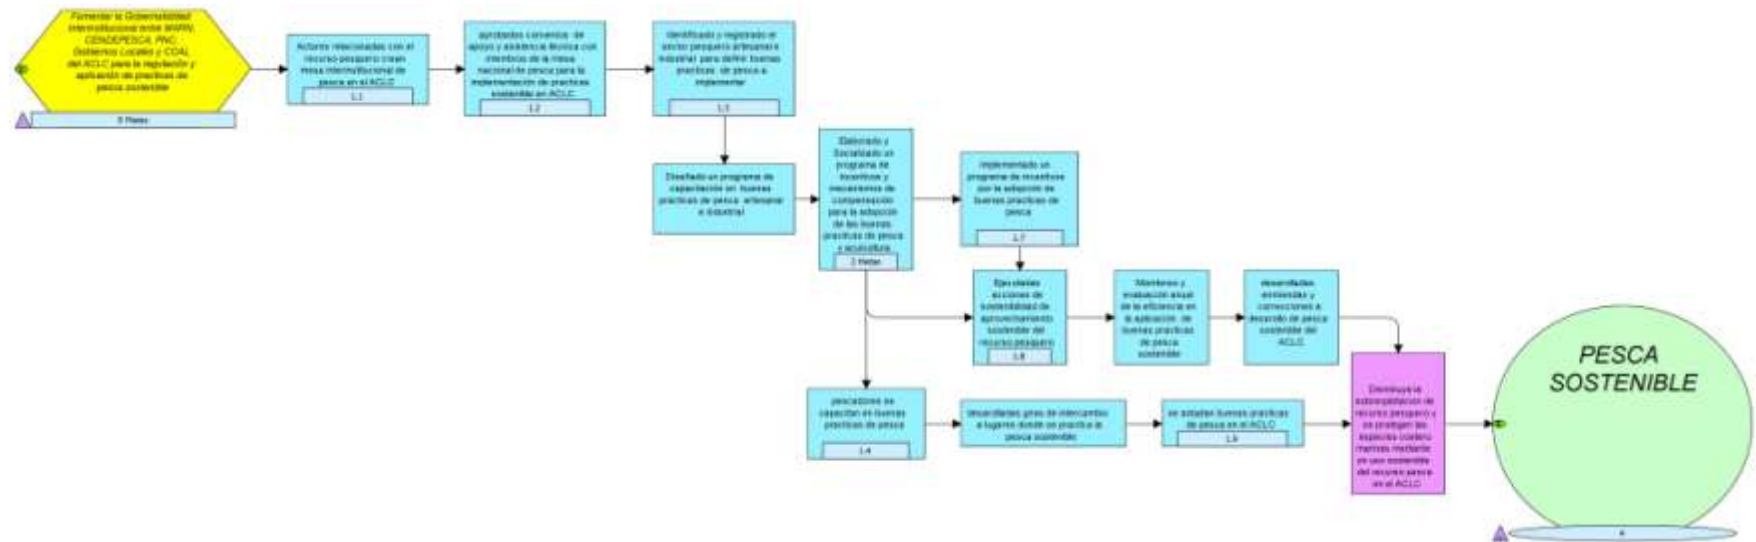 Fomentar la Gobernabilidad
interinstitucional entre MARN,
CENDEPESCA, PNC,
Gobiernos Locales y COAL
del ACLC para la regulación y
aplicación de practicas de
pesca sostenible
Actores relacionados con el
recurso pesquero crean
mesa interinstitucional de
pesca en el ACLC
1.1
aprobados convenios de
apoyo y asistencia técnica con
miembros de la mesa
nacional de pesca para la
implementación de practicas
sostenible en ACLC
1.2
Identificado y registrado el
sector pesquero artesanal e
industrial para definir buenas
practicas de pesca a
implementar
1.3
Diseñado un programa de
capacitación en buenas
practicas de pesca artesanal
e industrial
Elaborado y
Socializado un
programa de
incentivos y
mecanismos de
compensación
para la adopción
de las buenas
practicas de pesca
y acuicultura
2 Metas
Implementado un
programa de incentivos
por la adopción de
buenas practicas de
pesca
1.7
Ejecutadas
acciones de
sostenibilidad de
aprovechamiento
sostenible del
recurso pesquero
1.8
Monitoreo y
evaluación anual
de la eficiencia en
la aplicación de
buenas practicas
de pesca
sostenible
desarrolladas
enmiendas y
correcciones a
desarrollo de pesca
sostenible del
ACLC
pescadores se
capacitan en buenas
practicas de pesca
1.4
desarrolladas giras de intercambio
a lugares donde se practica la
pesca sostenible
se adoptan buenas practicas
de pesca en el ACLC
1.9
Disminuye la
sobrexplotación de
recurso pesquero y
se protegen las
especies costero
marinas mediante
un uso sostenible
del recurso pesca
en el ACLC
PESCA
SOSTENIBLE